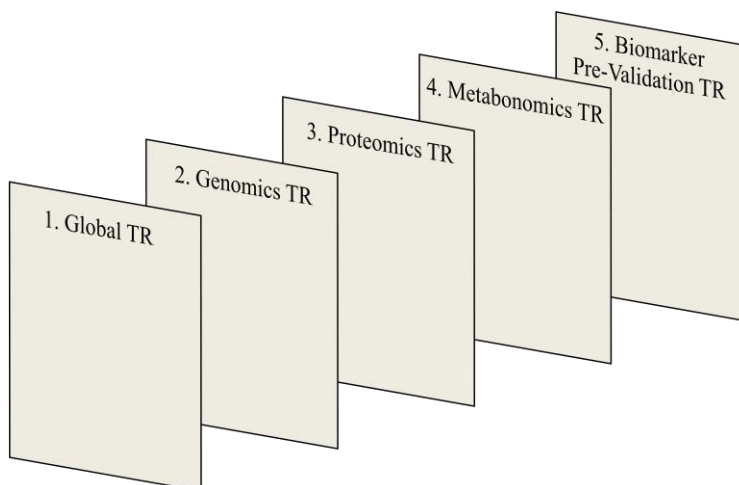 1. Global TR
2. Genomics TR
3. Proteomics TR
4. Metabonomics TR
5. Biomarker
Pre-Validation TR